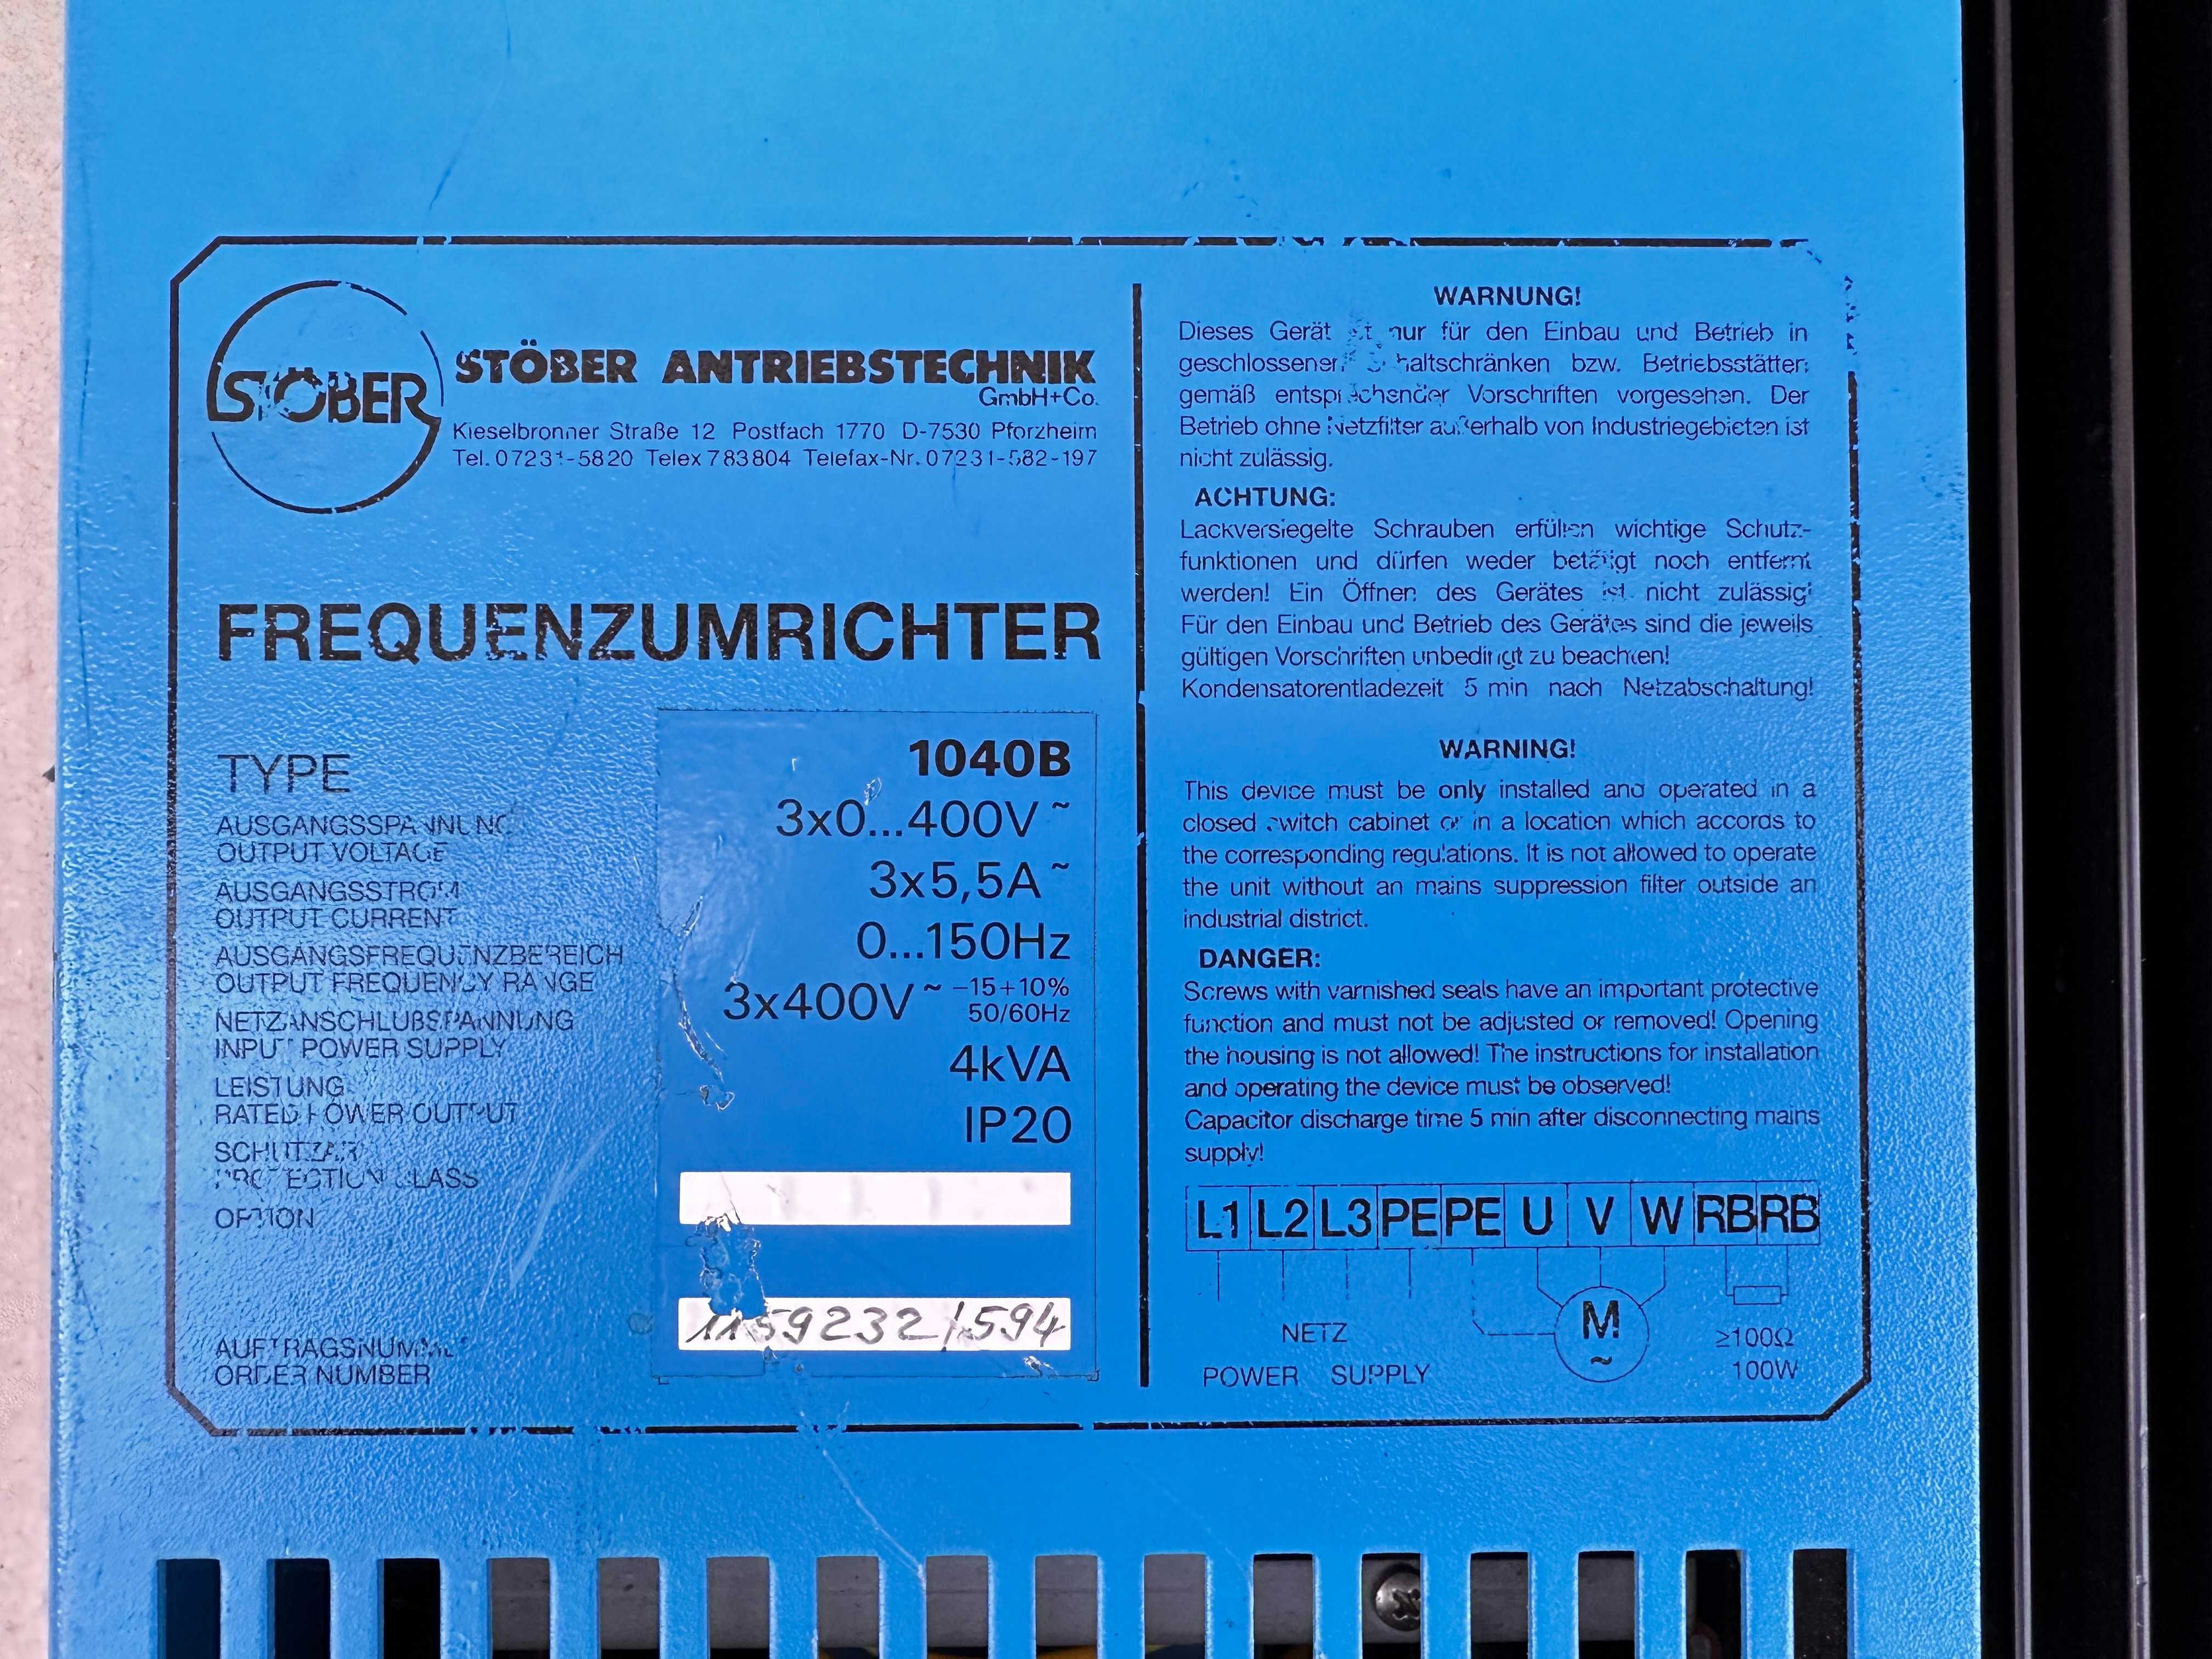 STÖBER
STÖBER ANTRIEBSTECHNIK
GmbH+Co.
Kieselbronner Straße 12 Postfach 1770 D-7530 Pforzheim
Tel. 07231-5820 Telex 783804 Telefax-Nr. 07231-582-197
FREQUENZUMRICHTER
TYPE 1040B
AUSGANGSSPANNUNG
OUTPUT VOLTAGE
3x0...400V~
AUSGANGSSTROM
OUTPUT CURRENT
3x5,5A~
AUSGANGSFREQUENZBEREICH
OUTPUT FREQUENCY RANGE
0...150Hz
NETZANSCHLUßSPANNUNG
INPUT POWER SUPPLY
3x400V~ -15+10%
50/60Hz
LEISTUNG
RATED POWER OUTPUT
4kVA
SCHUTZART
PROTECTION CLASS
IP20
OPTION
AUFTRAGSNUMMER
ORDER NUMBER
1159232/594
WARNUNG!
Dieses Gerät ist nur für den Einbau und Betrieb in
geschlossenen Schaltschränken bzw. Betriebsstätten
gemäß entsprechender Vorschriften vorgesehen. Der
Betrieb ohne Netzfilter außerhalb von Industriegebieten ist
nicht zulässig.
ACHTUNG:
Lackversiegelte Schrauben erfüllen wichtige Schutz-
funktionen und dürfen weder betätigt noch entfernt
werden! Ein Öffnen des Gerätes ist nicht zulässig!
Für den Einbau und Betrieb des Gerätes sind die jeweils
gültigen Vorschriften unbedingt zu beachten!
Kondensatorentladezeit 5 min nach Netzabschaltung!
WARNING!
This device must be only installed and operated in a
closed switch cabinet or in a location which accords to
the corresponding regulations. It is not allowed to operate
the unit without an mains suppression filter outside an
industrial district.
DANGER:
Screws with varnished seals have an important protective
function and must not be adjusted or removed! Opening
the housing is not allowed! The instructions for installation
and operating the device must be observed!
Capacitor discharge time 5 min after disconnecting mains
supply!
L1 L2 L3 PE PE U V W RB RB
M
~
NETZ
POWER SUPPLY
≥100Ω
100W